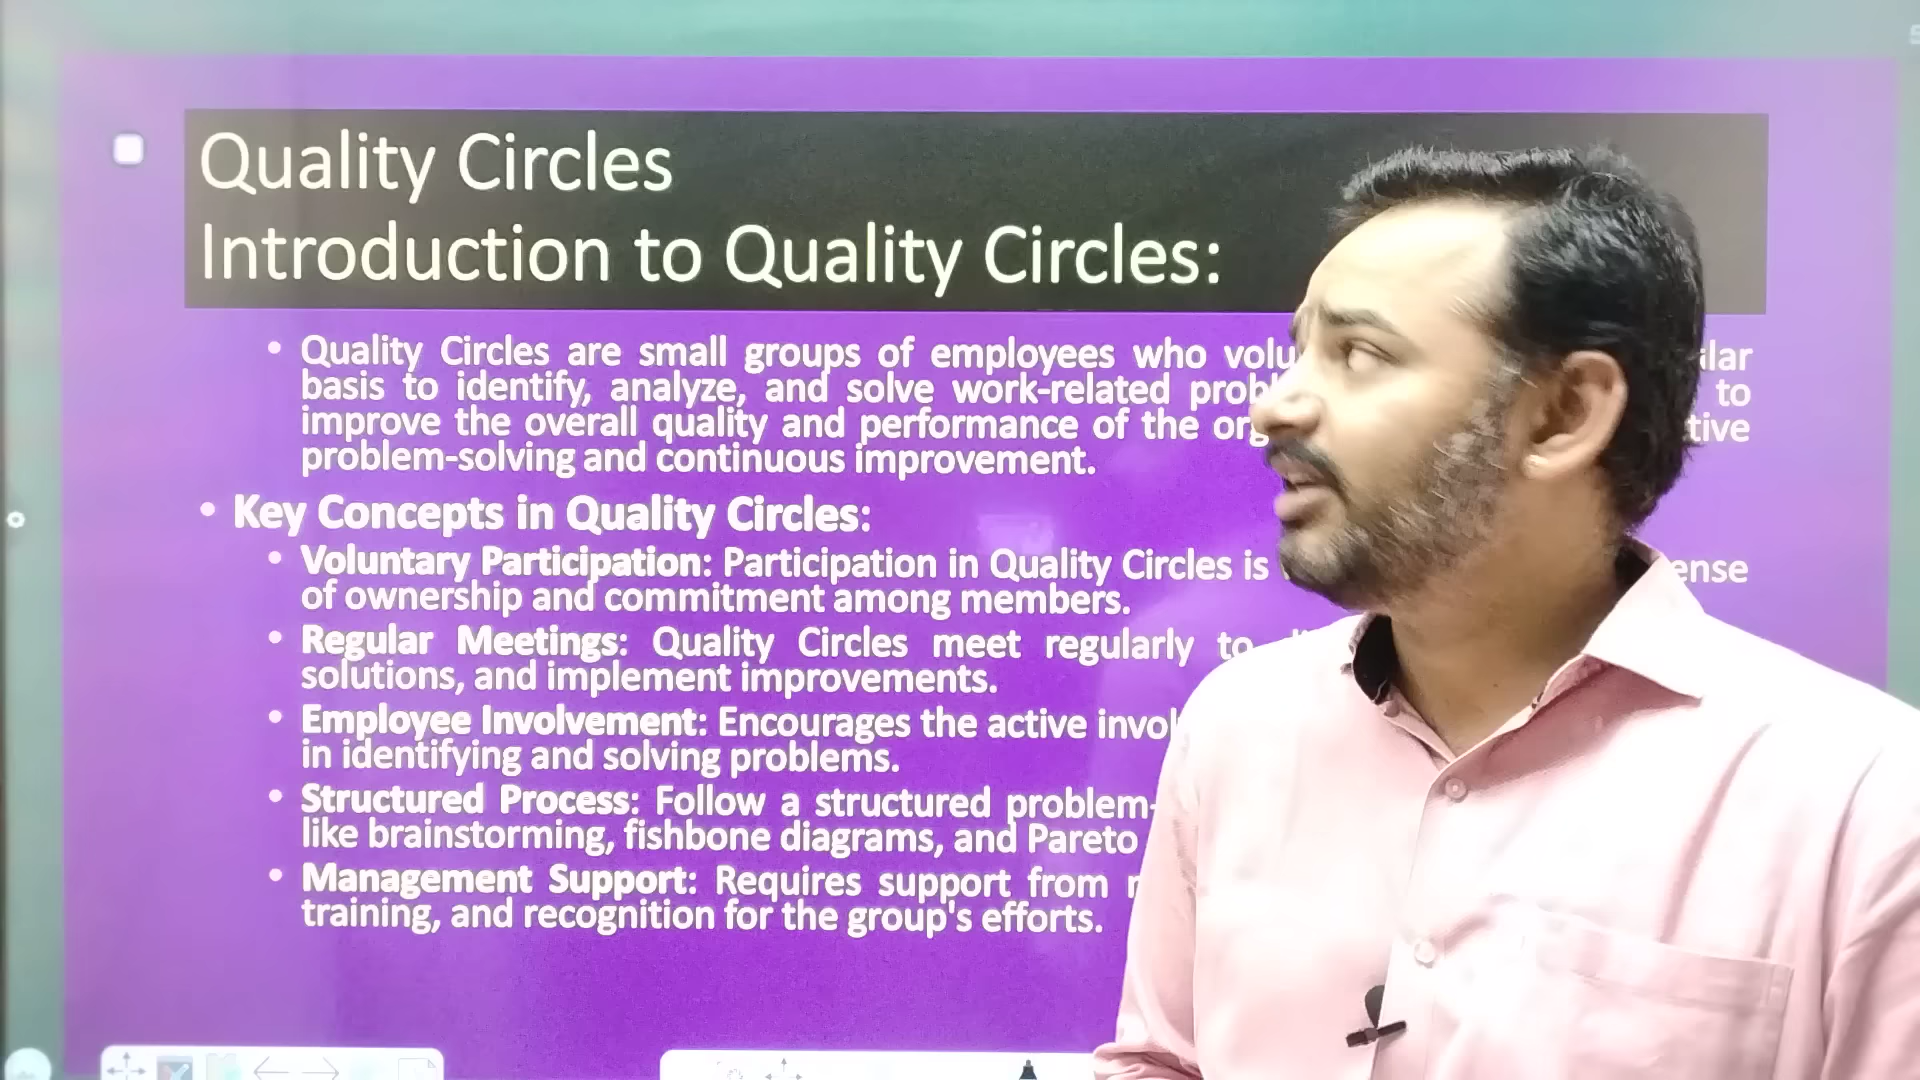 Quality Circles
Introduction to Quality Circles:
• Quality Circles are small groups of employees who
basis to identify, analyze, and solve work-related to
improve the overall quality and performance of the
problem-solving and continuous improvement.
• Key Concepts in Quality Circles:
• Voluntary Participation: Participation in Quality Circles is
of ownership and commitment among members.
• Regular Meetings: Quality Circles meet regularly to
solutions, and implement improvements.
• Employee Involvement: Encourages the active
in identifying and solving problems.
• Structured Process: Follow a structured problem-
like brainstorming, fishbone diagrams, and Pareto
• Management Support: Requires support from
training, and recognition for the group's efforts.